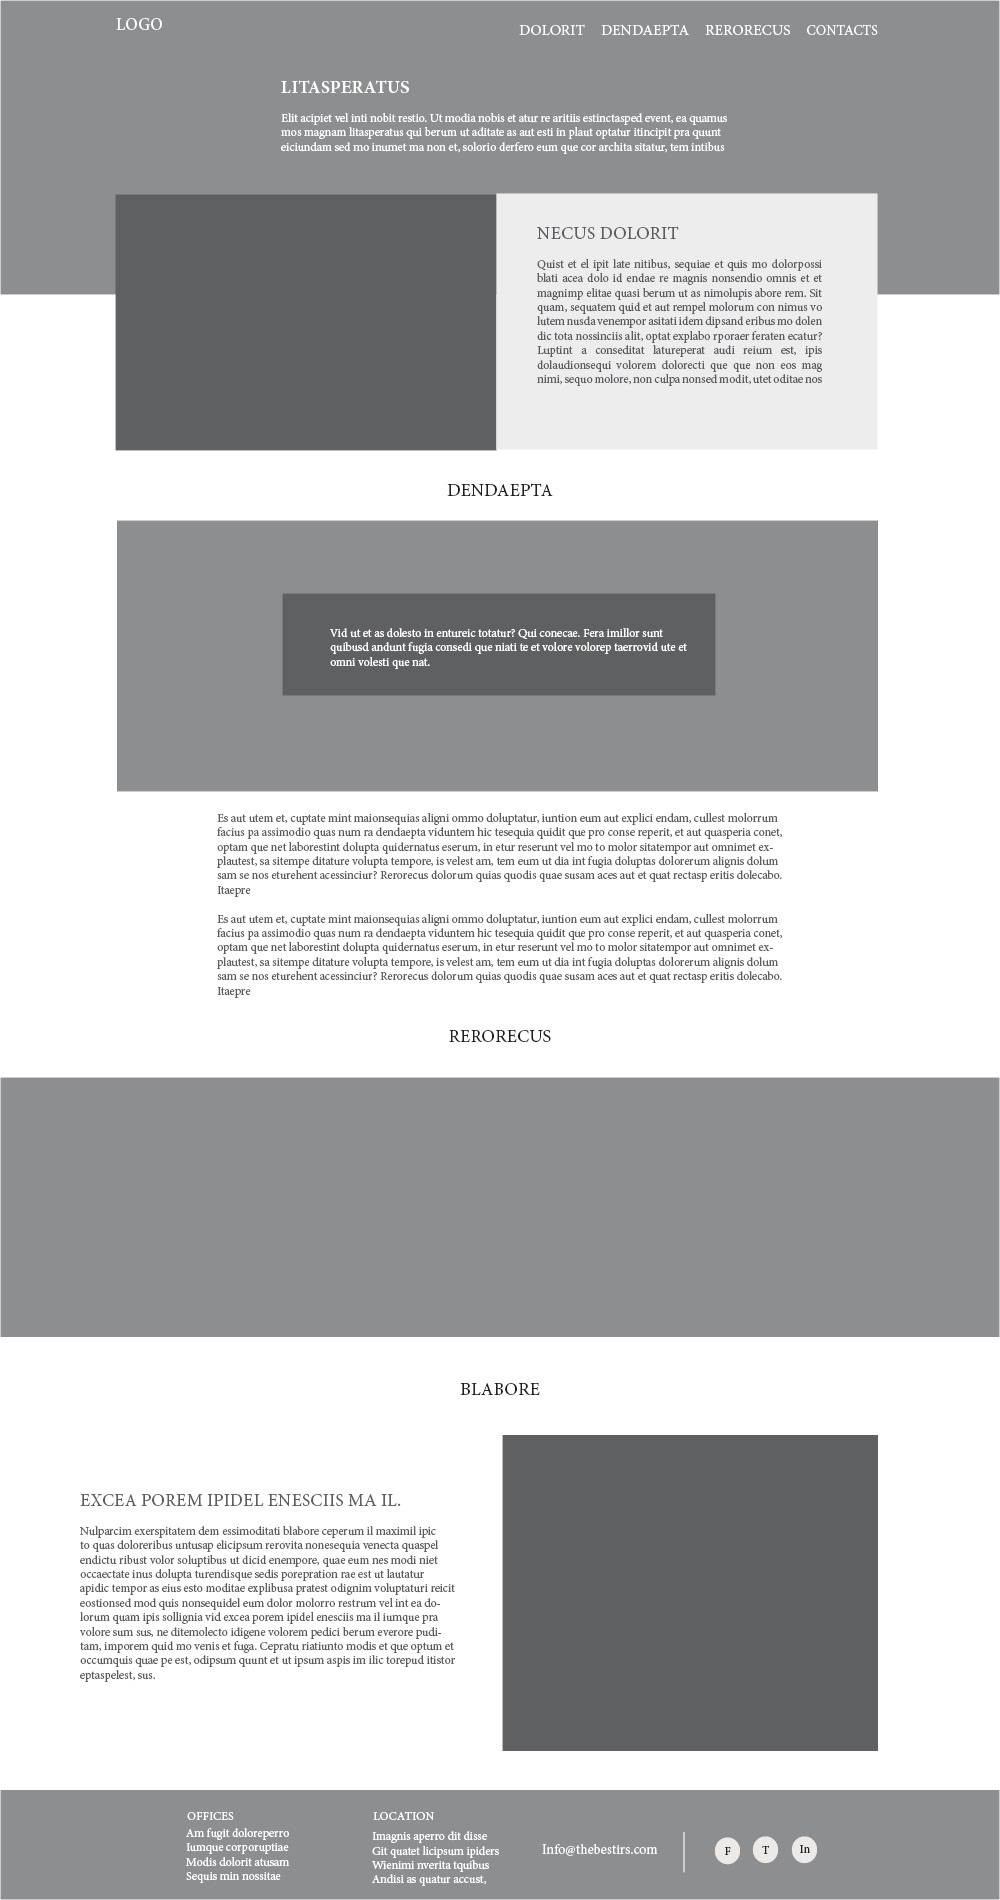 LOGO
DOLORIT DENDAEPTA RERORECUS CONTACTS
LITASPERATUS
Elit acipiet vel inti nobit restio. Ut modia nobis et atur re aritiis estinctasped event, ea quamus
mos magnam litasperatus qui berum ut aditate as aut esti in plaut optatur itincipit pra quunt
eiciundam sed mo inumet ma non et, solorio derfero eum que cor archita sitatur, tem intibus
NECUS DOLORIT
Quist et el ipit late nitibus, sequiae et quis mo dolorpossi
blati acea dolo id endae re magnis nonsendio omnis et et
magnimp elitae quasi berum ut as nimolupis abore rem. Sit
quam, sequatem quid et aut rempel molorum con nimus vo
lutem nusda venempor asitati idem dipsand eribus mo dolen
dic tota nossinciis alit, optat explabo rporaer feraten ecatur?
Luptint a conseditat latureperat audi reium est, ipis
dolaudionsequi volorem dolorecti que que non eos mag
nimi, sequo molore, non culpa nonsed modit, utet oditae nos
DENDAEPTA
Vid ut et as dolesto in entureic totatur? Qui conecae. Fera imillor sunt
quibusd andunt fugia consedi que niati te et volore volorep taerrovid ute et
omni volesti que nat.
Es aut utem et, cuptate mint maionsequias aligni ommo doluptatur, iuntion eum aut explici endam, cullest molorrum
facius pa assimodio quas num ra dendaepta viduntem hic tesequia quidit que pro conse reperit, et aut quasperia conet,
optam que net laborestint dolupta quidernatus eserum, in etur reserunt vel mo to molor sitatempor aut omnimet ex-
plautest, sa sitempe ditature volupta tempore, is velest am, tem eum ut dia int fugia doluptas dolorerum alignis dolum
sam se nos eturehent acessinciur? Rerorecus dolorum quias quodis quae susam aces aut et quat rectasp eritis dolecabo.
Itaepre
Es aut utem et, cuptate mint maionsequias aligni ommo doluptatur, iuntion eum aut explici endam, cullest molorrum
facius pa assimodio quas num ra dendaepta viduntem hic tesequia quidit que pro conse reperit, et aut quasperia conet,
optam que net laborestint dolupta quidernatus eserum, in etur reserunt vel mo to molor sitatempor aut omnimet ex-
plautest, sa sitempe ditature volupta tempore, is velest am, tem eum ut dia int fugia doluptas dolorerum alignis dolum
sam se nos eturehent acessinciur? Rerorecus dolorum quias quodis quae susam aces aut et quat rectasp eritis dolecabo.
Itaepre
RERORECUS
BLABORE
EXCEA POREM IPIDEL ENESCIIS MA IL.
Nulparcim exerspitatem dem essimoditati blabore ceperum il maximil ipic
to quas doloreribus untusap elicipsum rerovita nonesequia venecta quaspel
endictu ribust volor soluptibus ut dicid enempore, quae eum nes modi niet
occaectate inus dolupta turendisque sedis porepration rae est ut lautatur
apidic tempor as eius esto moditae explibusa pratest odignim voluptaturi reicit
eostionsed mod quis nonsequidel eum dolor molorro restrum vel int ea do-
lorum quam ipis sollignia vid excea porem ipidel enesciis ma il iumque pra
volore sum sus, ne ditemolecto idigene volorem pedici berum everore pudi-
tam, imporem quid mo venis et fuga. Cepratu riatiunto modis et que optum et
occumquis quae pe est, odipsum quunt et ut ipsum aspis im ilic torepud itistor
eptaspelest, sus.
OFFICES
Am fugit doloreperro
Iumque corporuptiae
Modis dolorit atusam
Sequis min nossitae
LOCATION
Imagnis aperro dit disse
Git quatet licipsum ipiders
Wienimi nverita tquibus
Andisi as quatur accust,
Info@thebestirs.com
F T In